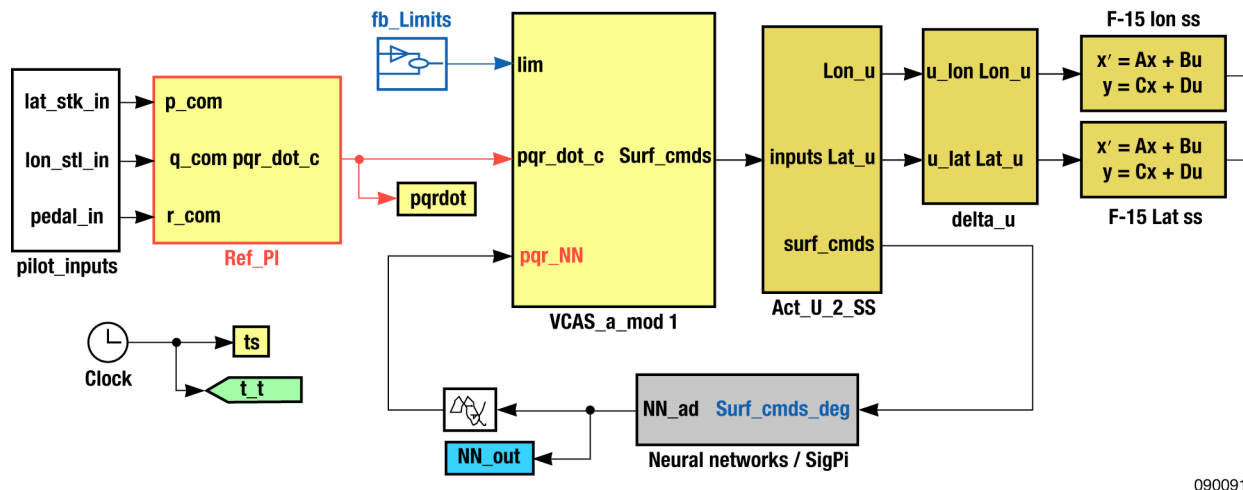 fb_Limits
F-15 lon ss
lat_stk_in
lon_stl_in
pedal_in
pilot_inputs
p_com
q_com pqr_dot_c
r_com
Ref_PI
pqrdot
lim
pqr_dot_c Surf_cmds
pqr_NN
VCAS_a_mod 1
Lon_u
inputs Lat_u
surf_cmds
Act_U_2_SS
u_lon Lon_u
u_lat Lat_u
delta_u
x′ = Ax + Bu
y = Cx + Du
x′ = Ax + Bu
y = Cx + Du
F-15 Lat ss
Clock
ts
t_t
NN_ad Surf_cmds_deg
Neural networks / SigPi
NN_out
090091